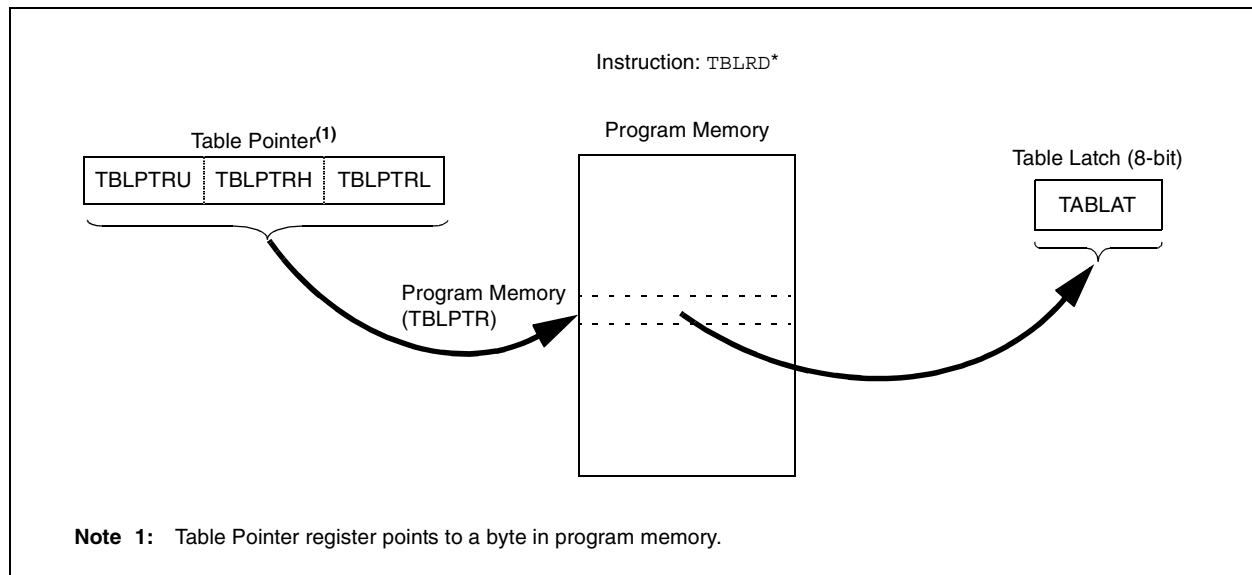 Instruction: TBLRD*
Table Pointer(1)
Program Memory
Table Latch (8-bit)
TBLPTRU TBLPTRH TBLPTRL
TABLAT
Program Memory
(TBLPTR)
Note 1: Table Pointer register points to a byte in program memory.